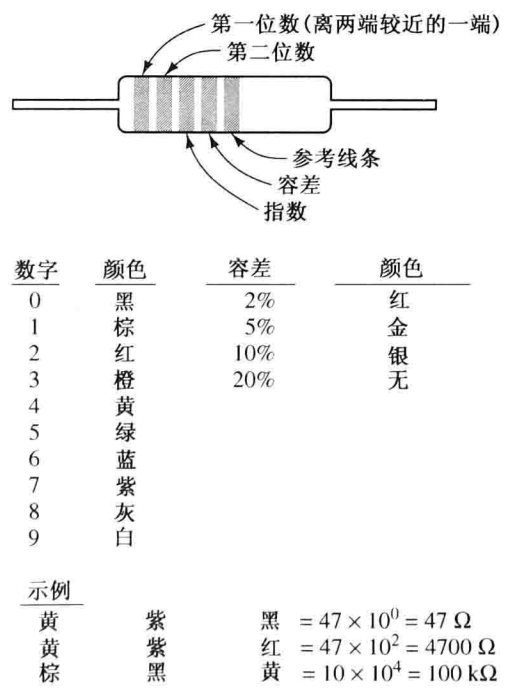 第一位数(离两端较近的一端)
第二位数
参考线条
容差
指数
数字 颜色 容差 颜色
0 黑 2% 红
1 棕 5% 金
2 红 10% 银
3 橙 20% 无
4 黄
5 绿
6 蓝
7 紫
8 灰
9 白
示例
黄 紫 黑 = 47 × 10⁰ = 47 Ω
黄 紫 红 = 47 × 10² = 4700 Ω
棕 黑 黄 = 10 × 10⁴ = 100 kΩ